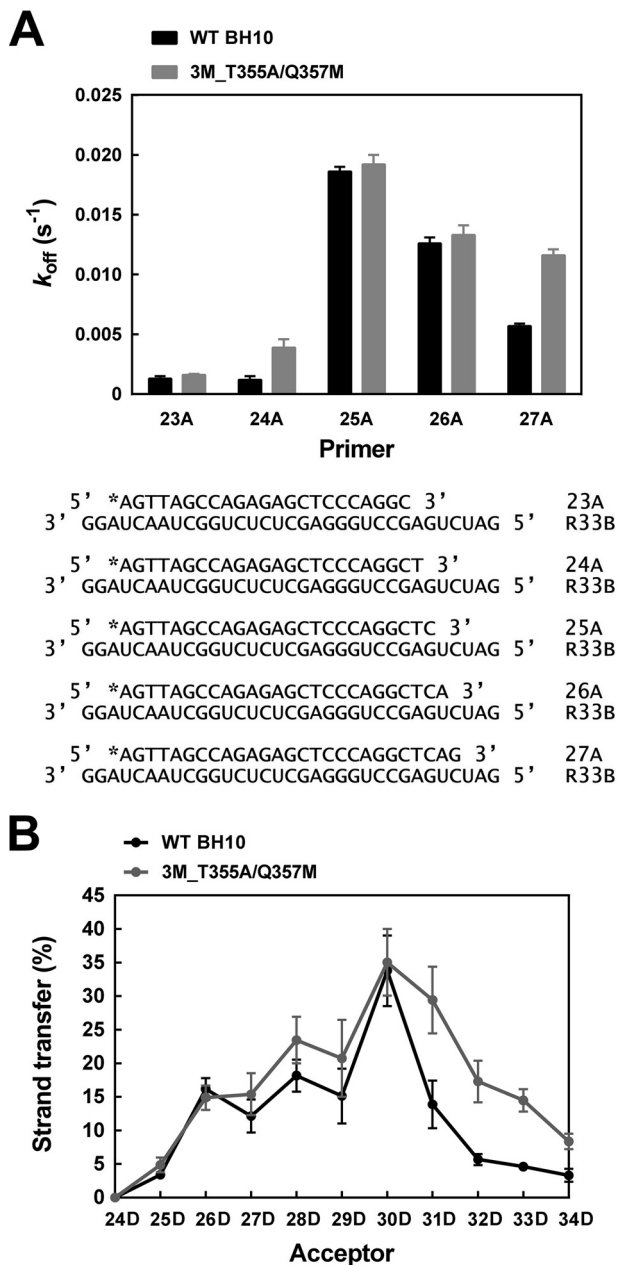 A
WT BH10
3M_T355A/Q357M
0.025
0.020
0.015
0.010
0.005
0
koff (s-1)
23A 24A 25A 26A 27A
Primer
5’ *AGTTAGCCAGAGAGCTCCCAGGC 3’ 23A
3’ GGAUCAAUCGGUCUCUCGAGGGUCCGAGUCUAG 5’ R33B
5’ *AGTTAGCCAGAGAGCTCCCAGGCT 3’ 24A
3’ GGAUCAAUCGGUCUCUCGAGGGUCCGAGUCUAG 5’ R33B
5’ *AGTTAGCCAGAGAGCTCCCAGGCTC 3’ 25A
3’ GGAUCAAUCGGUCUCUCGAGGGUCCGAGUCUAG 5’ R33B
5’ *AGTTAGCCAGAGAGCTCCCAGGCTCA 3’ 26A
3’ GGAUCAAUCGGUCUCUCGAGGGUCCGAGUCUAG 5’ R33B
5’ *AGTTAGCCAGAGAGCTCCCAGGCTCAG 3’ 27A
3’ GGAUCAAUCGGUCUCUCGAGGGUCCGAGUCUAG 5’ R33B
B
WT BH10
3M_T355A/Q357M
45
40
35
30
25
20
15
10
5
0
Strand transfer (%)
24D 25D 26D 27D 28D 29D 30D 31D 32D 33D 34D
Acceptor